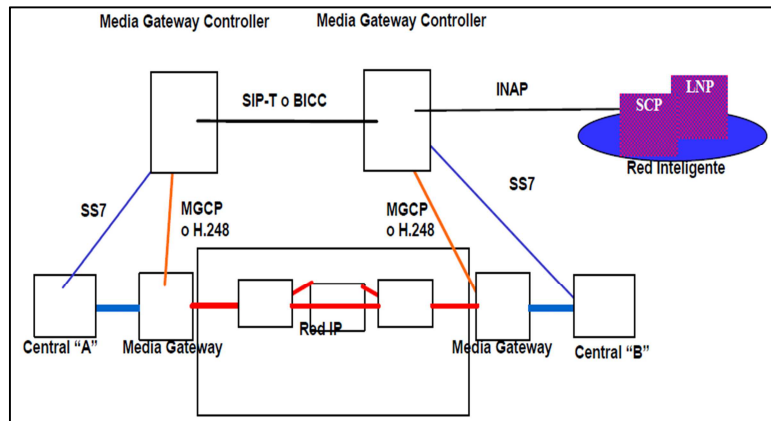 Media Gateway Controller
Media Gateway Controller
SIP-T o BICC
INAP
LNP
SCP
Red Inteligente
SS7
MGCP
o H.248
MGCP
o H.248
SS7
Red IP
Central “A”
Media Gateway
Media Gateway
Central “B”